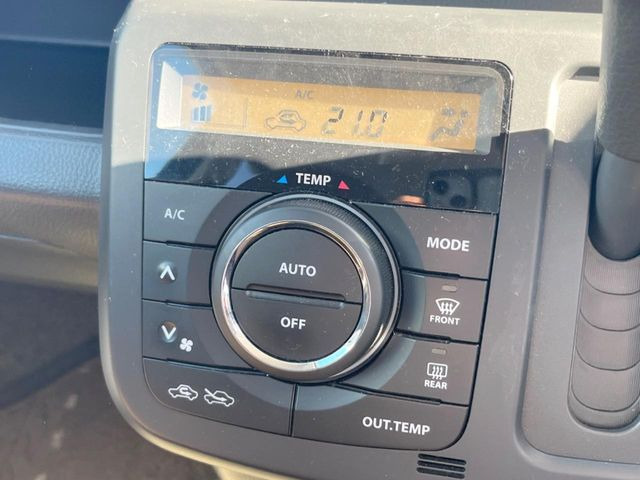 A/C
21.0
TEMP
A/C
MODE
AUTO
OFF
FRONT
REAR
OUT.TEMP